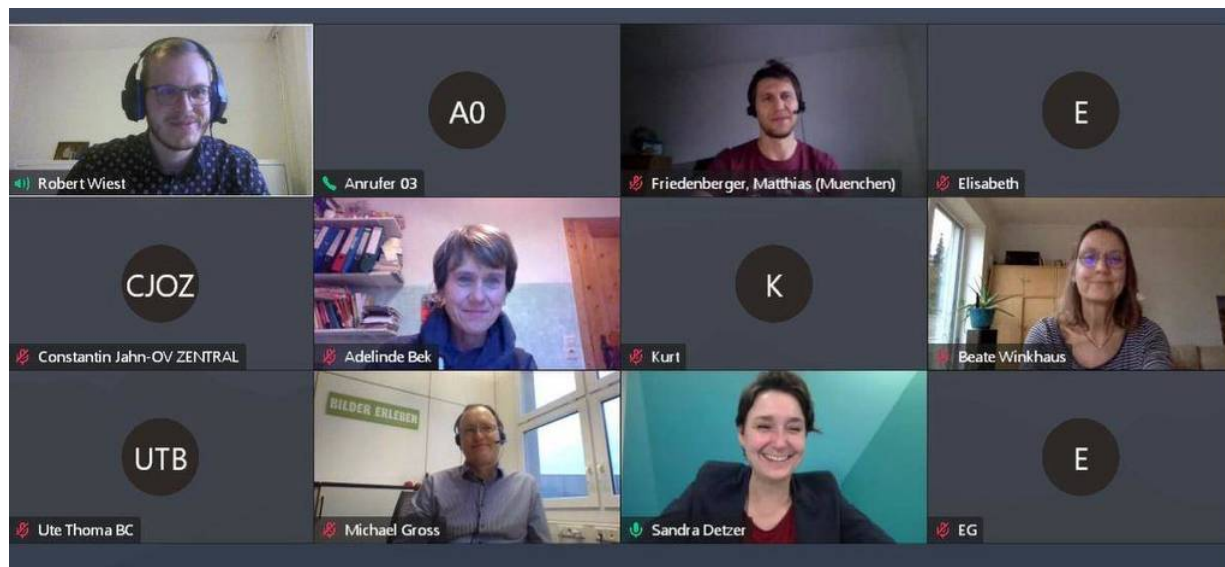 A0
E
Robert Wiest
Anrufer 03
Friedenberger, Matthias (Muenchen)
Elisabeth
CJOZ
K
Constantin Jahn-OV ZENTRAL
Adelinde Bek
Kurt
Beate Winkhaus
BILDER ERLEBEN
UTB
E
Ute Thoma BC
Michael Gross
Sandra Detzer
EG